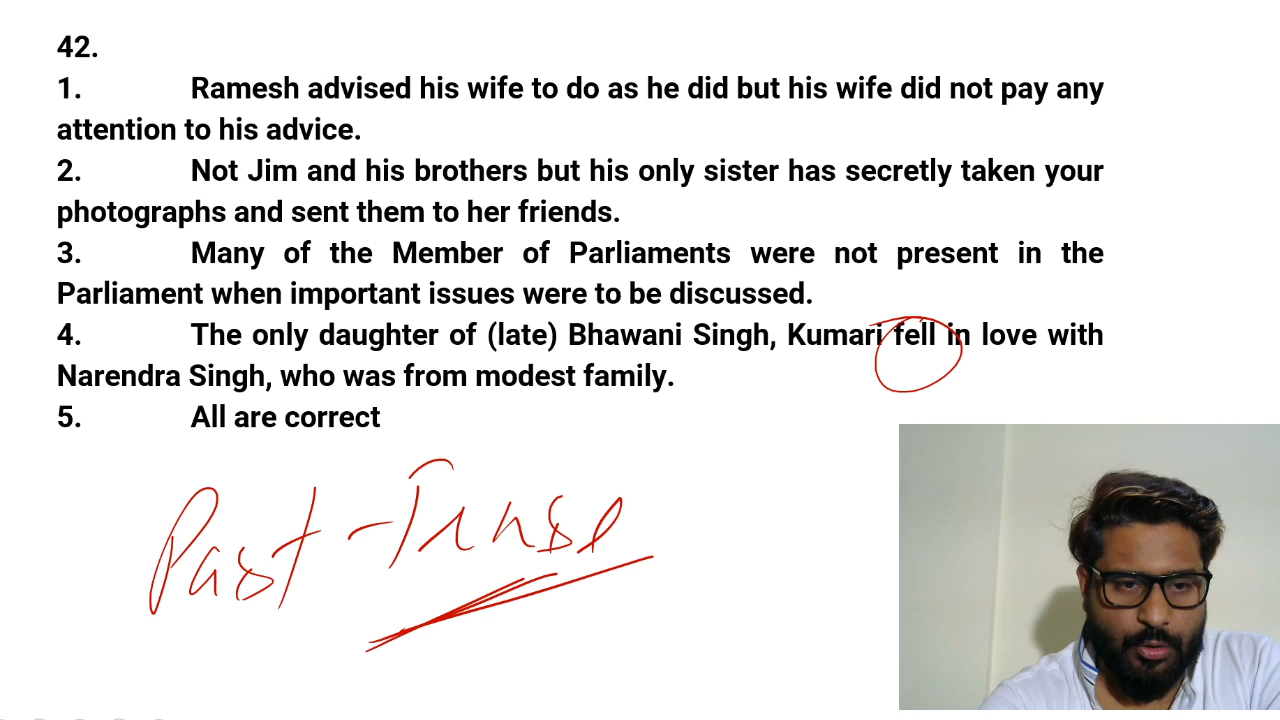 42.
1. Ramesh advised his wife to do as he did but his wife did not pay any
attention to his advice.
2. Not Jim and his brothers but his only sister has secretly taken your
photographs and sent them to her friends.
3. Many of the Member of Parliaments were not present in the
Parliament when important issues were to be discussed.
4. The only daughter of (late) Bhawani Singh, Kumari fell in love with
Narendra Singh, who was from modest family.
5. All are correct
Past-Tense